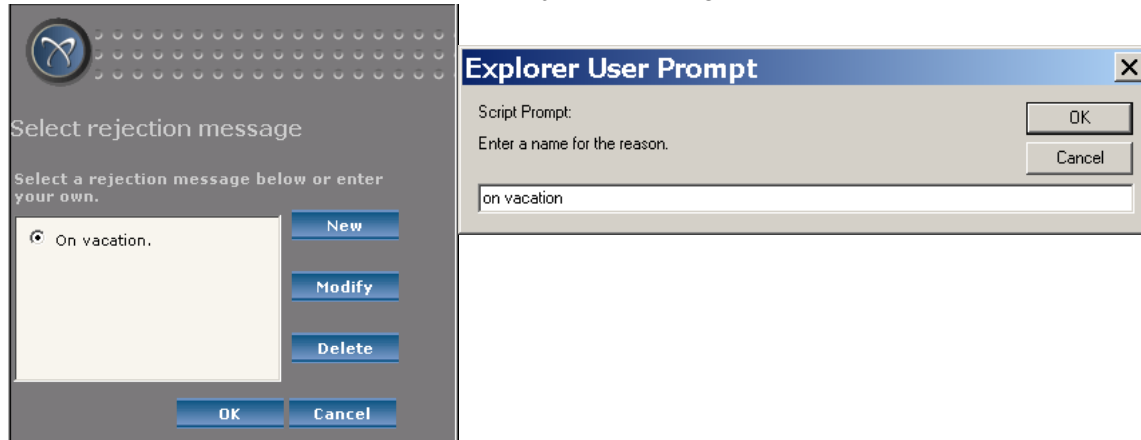 Select rejection message
Select a rejection message below or enter
your own.
On vacation.
New
Modify
Delete
OK
Cancel
Explorer User Prompt
Script Prompt:
Enter a name for the reason.
OK
Cancel
on vacation